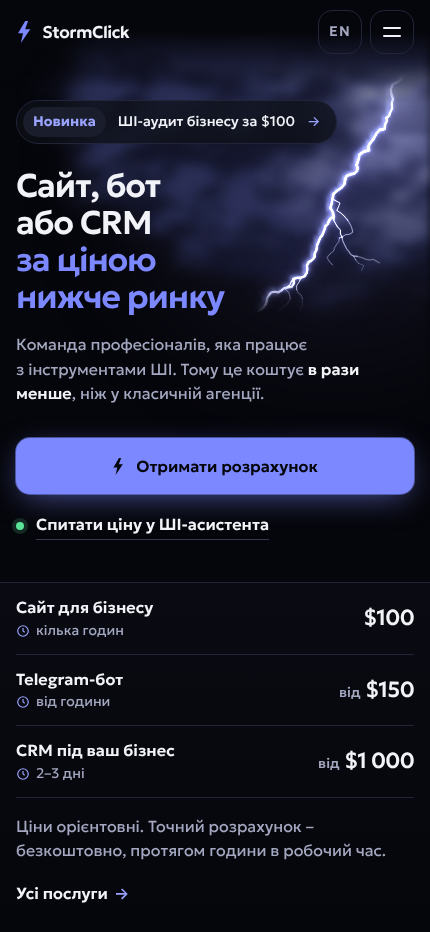 StormClick
EN
Новинка ШІ-аудит бізнесу за $100 →
Сайт, бот
або CRM
за ціною
нижче ринку
Команда професіоналів, яка працює
з інструментами ШІ. Тому це коштує в рази
менше, ніж у класичній агенції.
Отримати розрахунок
Спитати ціну у ШІ-асистента
Сайт для бізнесу
кілька годин
$100
Telegram-бот
від години
від $150
CRM під ваш бізнес
2–3 дні
від $1 000
Ціни орієнтовні. Точний розрахунок –
безкоштовно, протягом години в робочий час.
Усі послуги →